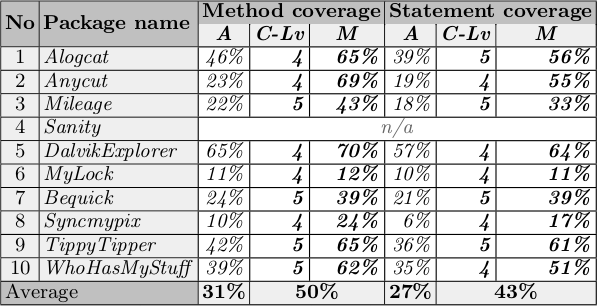 No Package name Method coverage Statement coverage
A C-Lv M A C-Lv M
1 Alogcat 46% 4 65% 39% 5 56%
2 Anycut 23% 4 69% 19% 4 55%
3 Mileage 22% 5 43% 18% 5 33%
4 Sanity n/a
5 DalvikExplorer 65% 4 70% 57% 4 64%
6 MyLock 11% 4 12% 10% 4 11%
7 Bequick 24% 5 39% 21% 5 39%
8 Syncmypix 10% 4 24% 6% 4 17%
9 TippyTipper 42% 5 65% 36% 5 61%
10 WhoHasMyStuff 39% 5 62% 35% 4 51%
Average 31% 50% 27% 43%